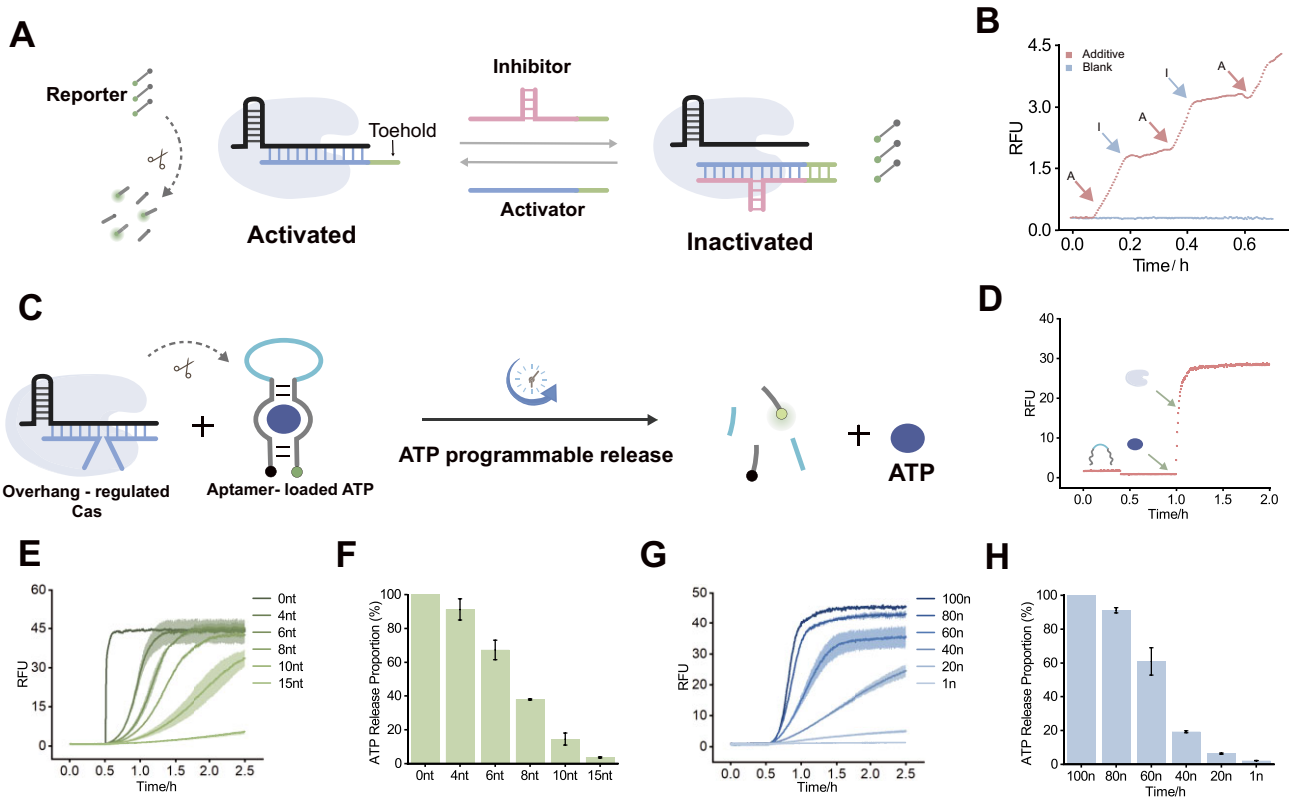 A
Reporter
Inhibitor
Toehold
Activator
Activated
Inactivated
B
Additive
Blank
4.5
3.0
1.5
0.0
RFU
A
I
A
I
A
0.0 0.2 0.4 0.6
Time/ h
C
Overhang - regulated
Cas
Aptamer- loaded ATP
ATP programmable release
ATP
D
40
30
20
10
0
RFU
0.0 0.5 1.0 1.5 2.0
Time/h
E
60
45
30
15
0
RFU
0nt
4nt
6nt
8nt
10nt
15nt
0.0 0.5 1.0 1.5 2.0 2.5
Time/h
F
ATP Release Proportion (%)
100
80
60
40
20
0
0nt 4nt 6nt 8nt 10nt 15nt
G
50
40
30
20
10
0
RFU
100n
80n
60n
40n
20n
1n
0.0 0.5 1.0 1.5 2.0 2.5
Time/h
H
ATP Release Proportion (%)
100
80
60
40
20
0
100n 80n 60n 40n 20n 1n
Time/h